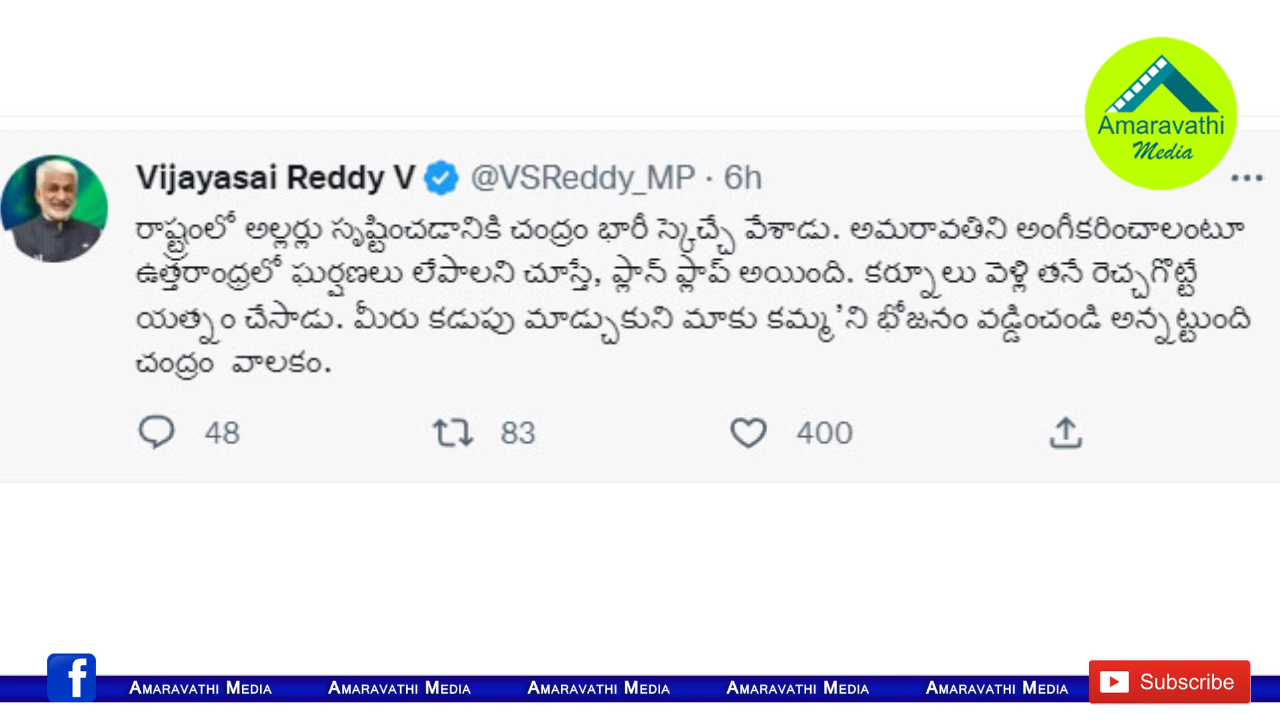 Amaravathi
Media
Vijayasai Reddy V @VSReddy_MP · 6h
రాష్ట్రంలో అల్లర్లు సృష్టించడానికి చంద్రం భారీ స్కెచ్చే వేశాడు. అమరావతిని అంగీకరించాలంటూ
ఉత్తరాంధ్రలో ఘర్షణలు లేపాలని చూస్తే, ప్లాన్ ఫ్లాప్ అయింది. కర్నూలు వెళ్లి తనే రెచ్చగొట్టే
యత్నం చేసాడు. మీరు కడుపు మాడ్చుకుని మాకు కమ్మ'ని భోజనం వడ్డించండి అన్నట్టుంది
చంద్రం వాలకం.
48 83 400
f Amaravathi Media Amaravathi Media Amaravathi Media Amaravathi Media Amaravathi Media Subscribe